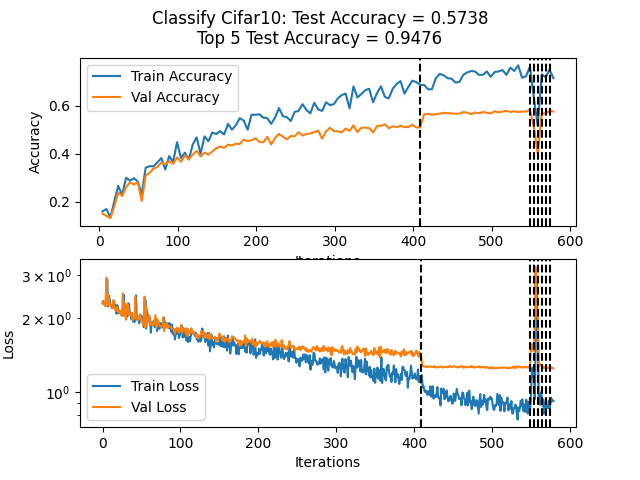 Classify Cifar10: Test Accuracy = 0.5738
Top 5 Test Accuracy = 0.9476
Train Accuracy
Val Accuracy
0.6
0.4
0.2
Accuracy
0 100 200 300 400 500 600
Iterations
3 × 10⁰
2 × 10⁰
10⁰
Loss
Train Loss
Val Loss
0 100 200 300 400 500 600
Iterations